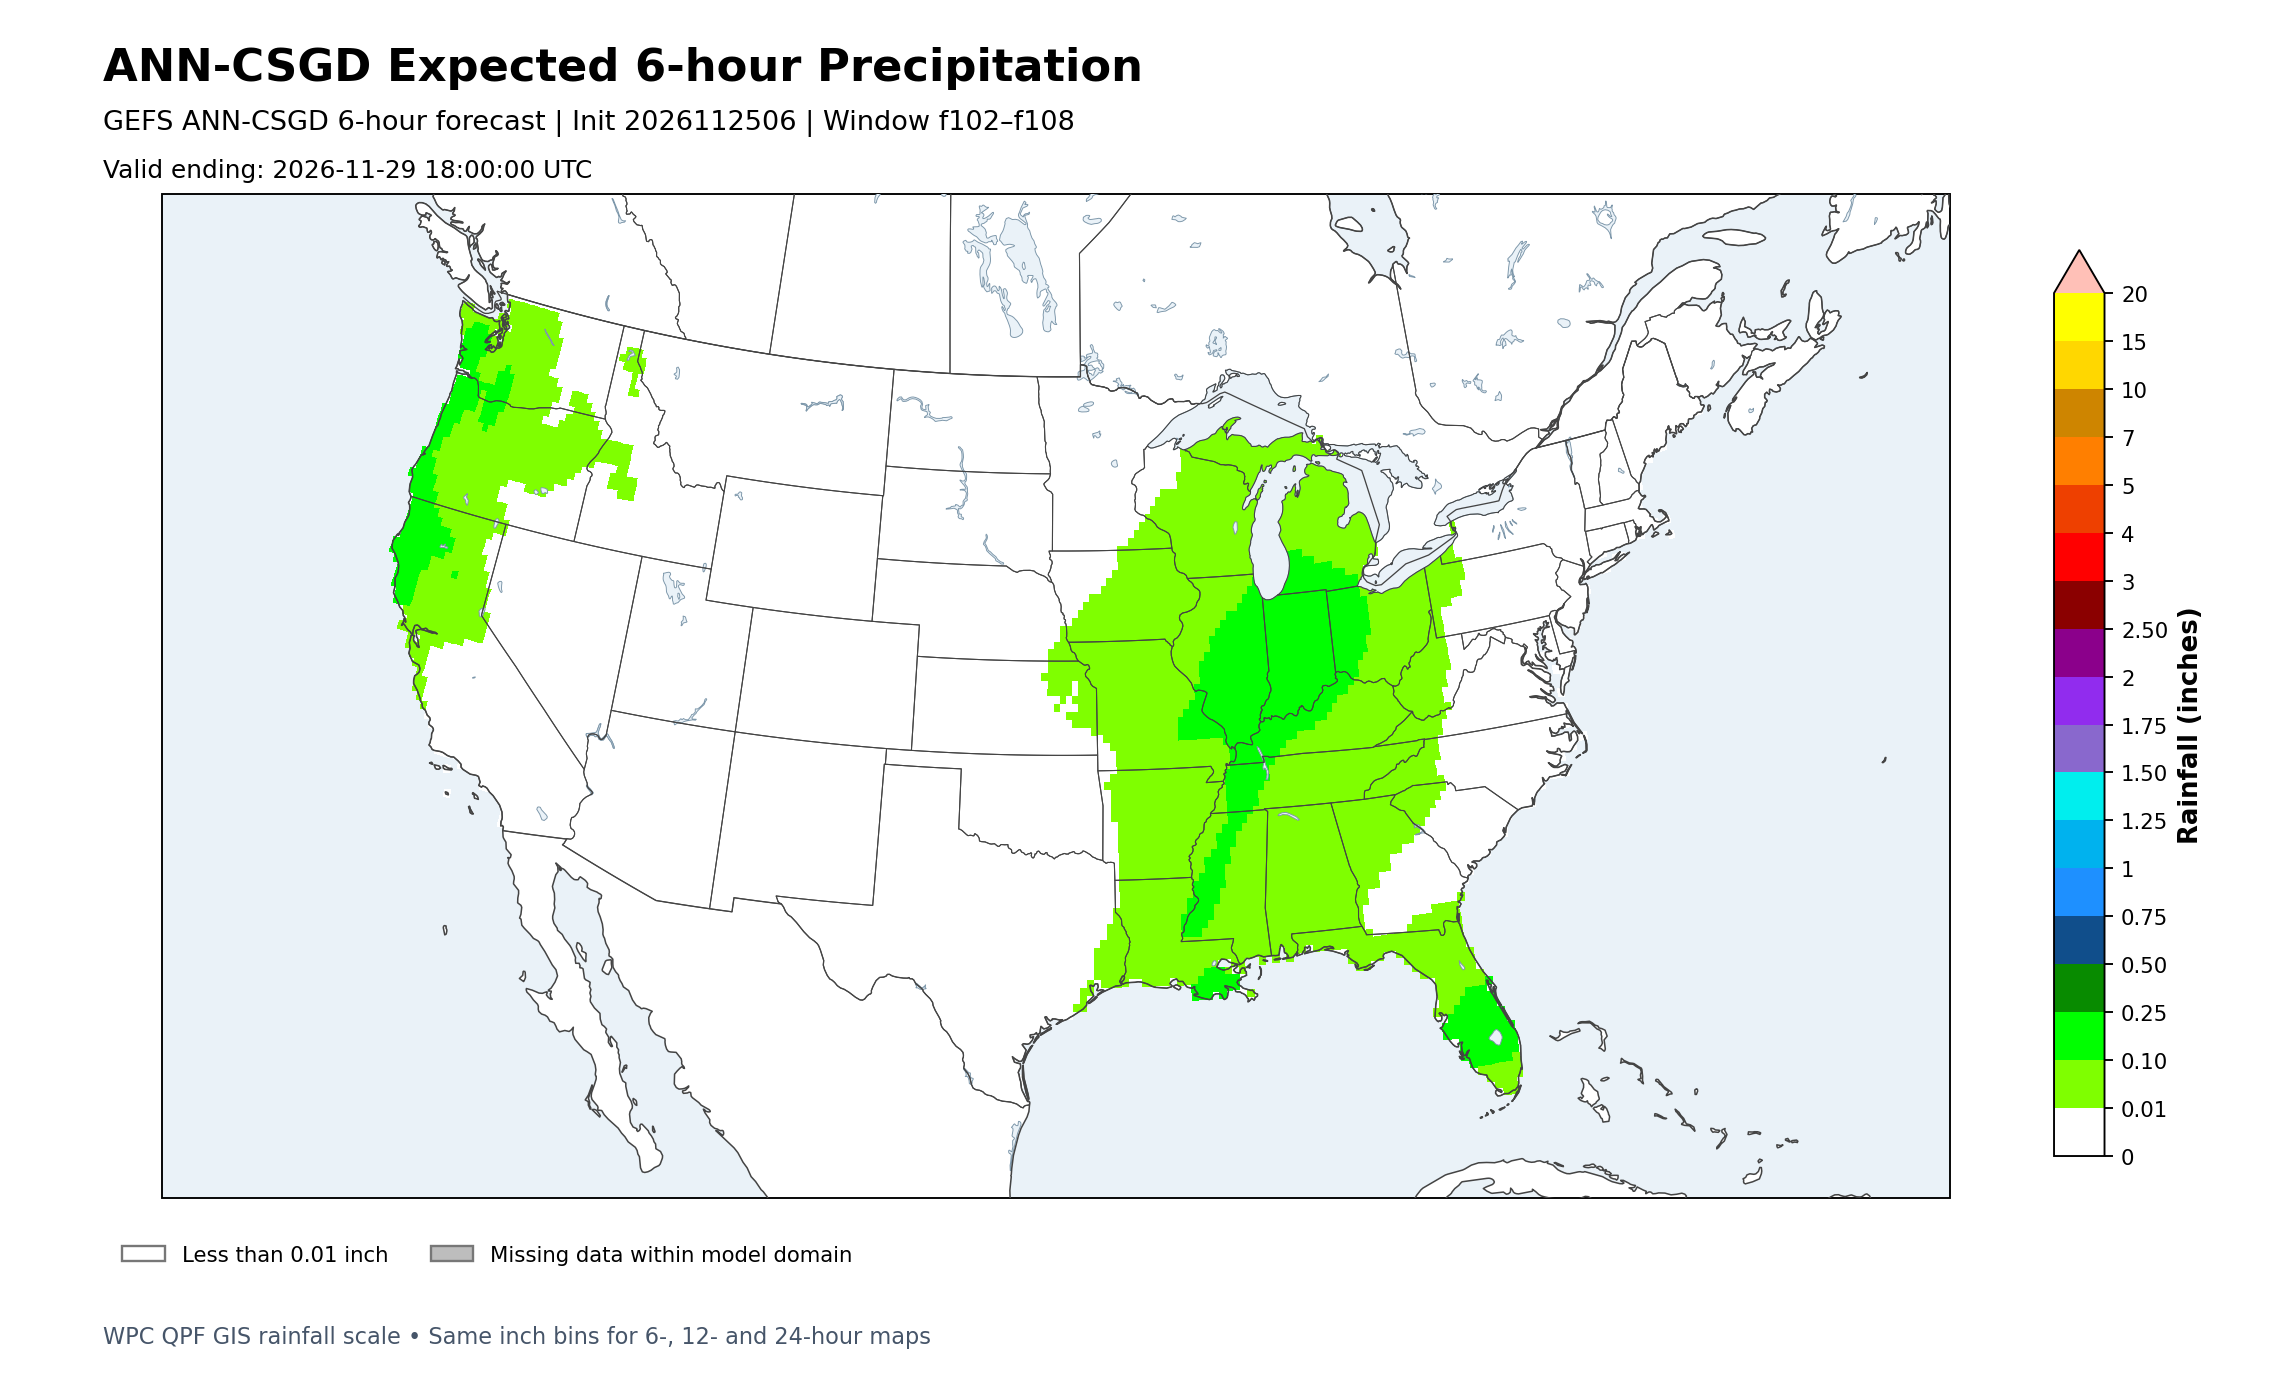 ANN-CSGD Expected 6-hour Precipitation
GEFS ANN-CSGD 6-hour forecast | Init 2026112506 | Window f102–f108
Valid ending: 2026-11-29 18:00:00 UTC
20
15
10
7
5
4
3
2.50
2
1.75
1.50
1.25
1
0.75
0.50
0.25
0.10
0.01
0
Rainfall (inches)
Less than 0.01 inch
Missing data within model domain
WPC QPF GIS rainfall scale • Same inch bins for 6-, 12- and 24-hour maps